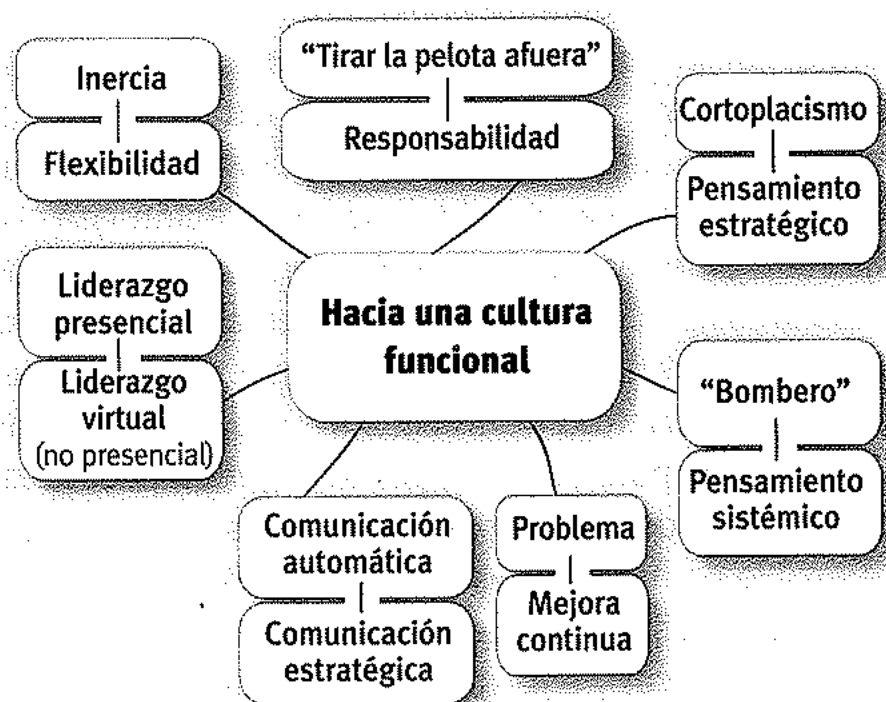 Inercia
Flexibilidad
“Tirar la pelota afuera”
Responsabilidad
Cortoplacismo
Pensamiento
estratégico
Liderazgo
presencial
Liderazgo
virtual
(no presencial)
Hacia una cultura
funcional
“Bombero”
Pensamiento
sistémico
Comunicación
automática
Comunicación
estratégica
Problema
Mejora
continua